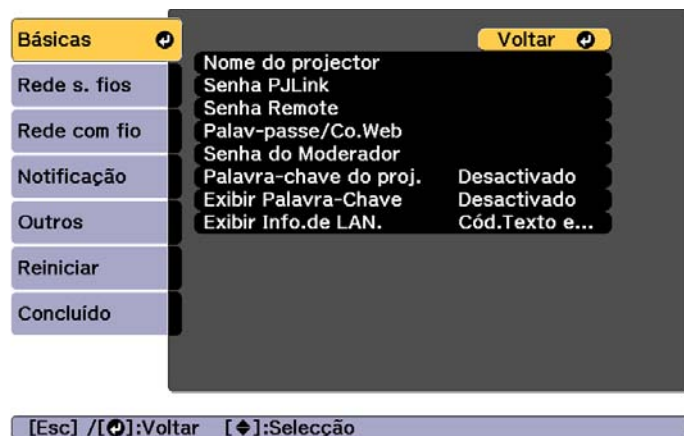 Básicas
Voltar
Nome do projector
Rede s. fios
Senha PJLink
Senha Remote
Rede com fio
Palav-passe/Co.Web
Senha do Moderador
Notificação
Palavra-chave do proj. Desactivado
Exibir Palavra-Chave Desactivado
Outros
Exibir Info.de LAN. Cód.Texto e...
Reiniciar
Concluído
[Esc] /[⏎]:Voltar [◆]:Selecção